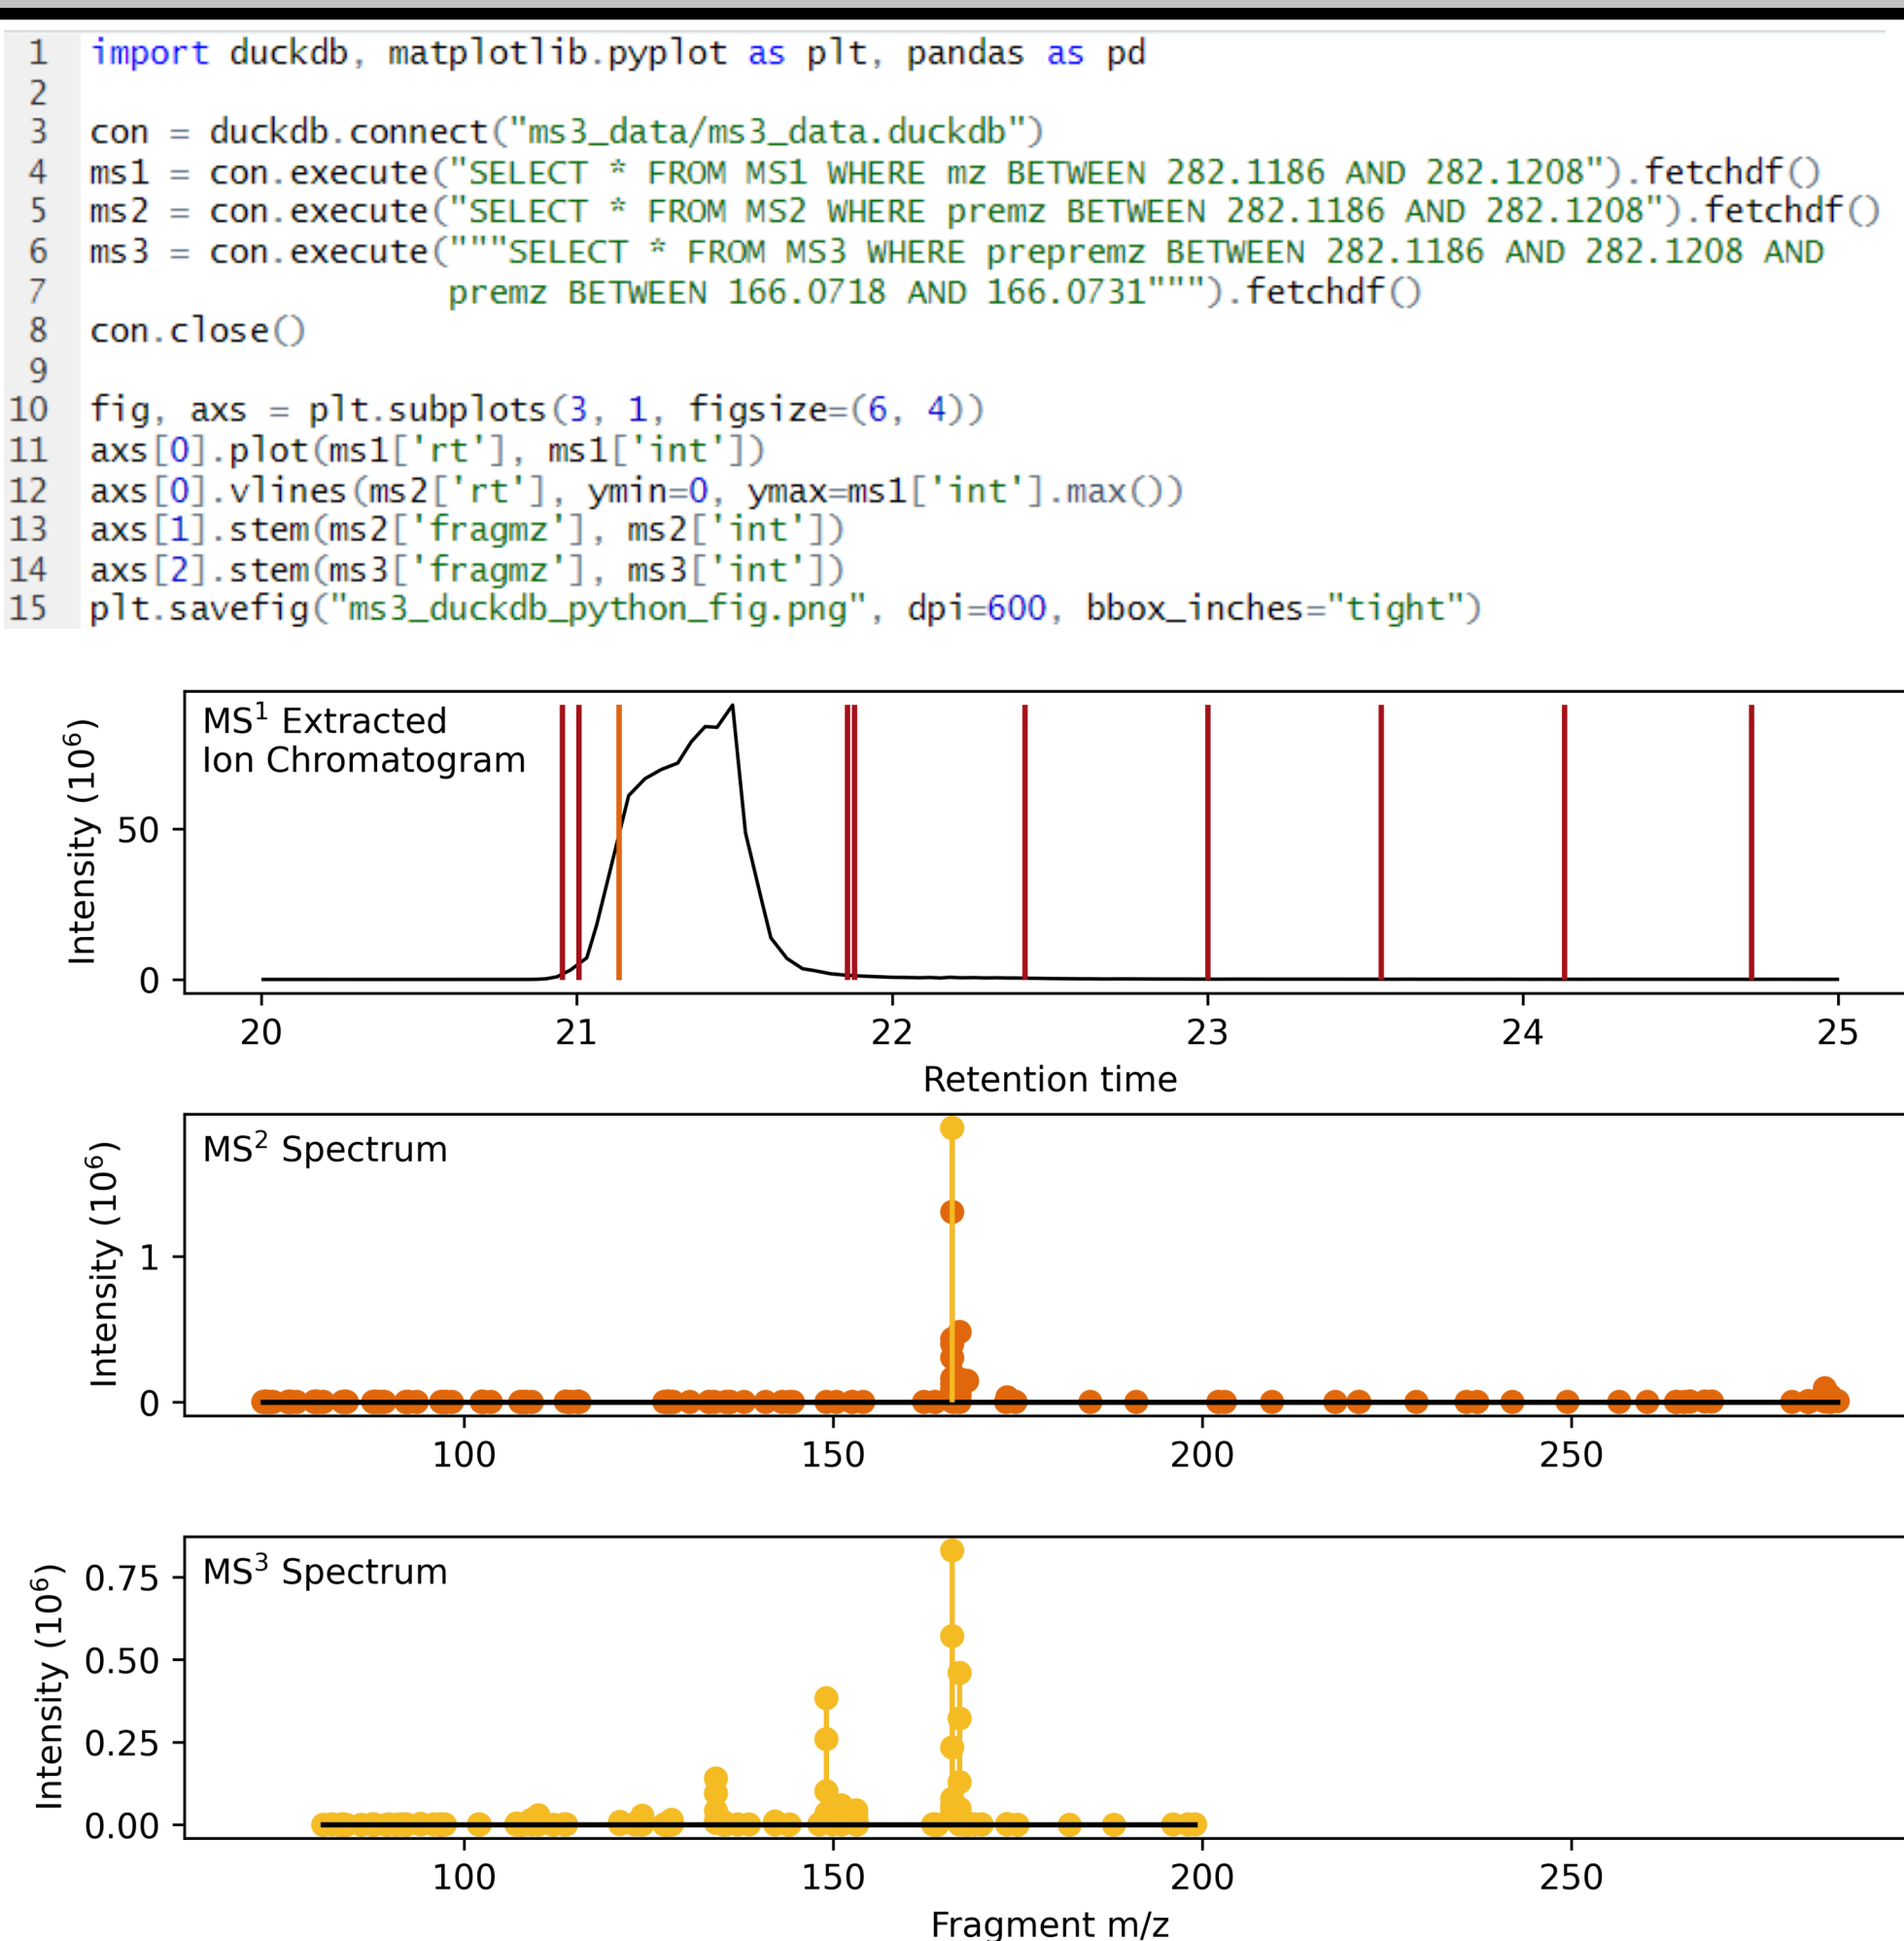 1 import duckdb, matplotlib.pyplot as plt, pandas as pd
2
3 con = duckdb.connect("ms3_data/ms3_data.duckdb")
4 ms1 = con.execute("SELECT * FROM MS1 WHERE mz BETWEEN 282.1186 AND 282.1208").fetchdf()
5 ms2 = con.execute("SELECT * FROM MS2 WHERE premz BETWEEN 282.1186 AND 282.1208").fetchdf()
6 ms3 = con.execute("""SELECT * FROM MS3 WHERE prepremz BETWEEN 282.1186 AND 282.1208 AND
7 premz BETWEEN 166.0718 AND 166.0731""").fetchdf()
8 con.close()
9
10 fig, axs = plt.subplots(3, 1, figsize=(6, 4))
11 axs[0].plot(ms1['rt'], ms1['int'])
12 axs[0].vlines(ms2['rt'], ymin=0, ymax=ms1['int'].max())
13 axs[1].stem(ms2['fragmz'], ms2['int'])
14 axs[2].stem(ms3['fragmz'], ms3['int'])
15 plt.savefig("ms3_duckdb_python_fig.png", dpi=600, bbox_inches="tight")
MS¹ Extracted
Ion Chromatogram
Intensity (10⁶)
50
0
20 21 22 23 24 25
Retention time
MS² Spectrum
Intensity (10⁶)
1
0
100 150 200 250
MS³ Spectrum
Intensity (10⁶)
0.75
0.50
0.25
0.00
100 150 200 250
Fragment m/z